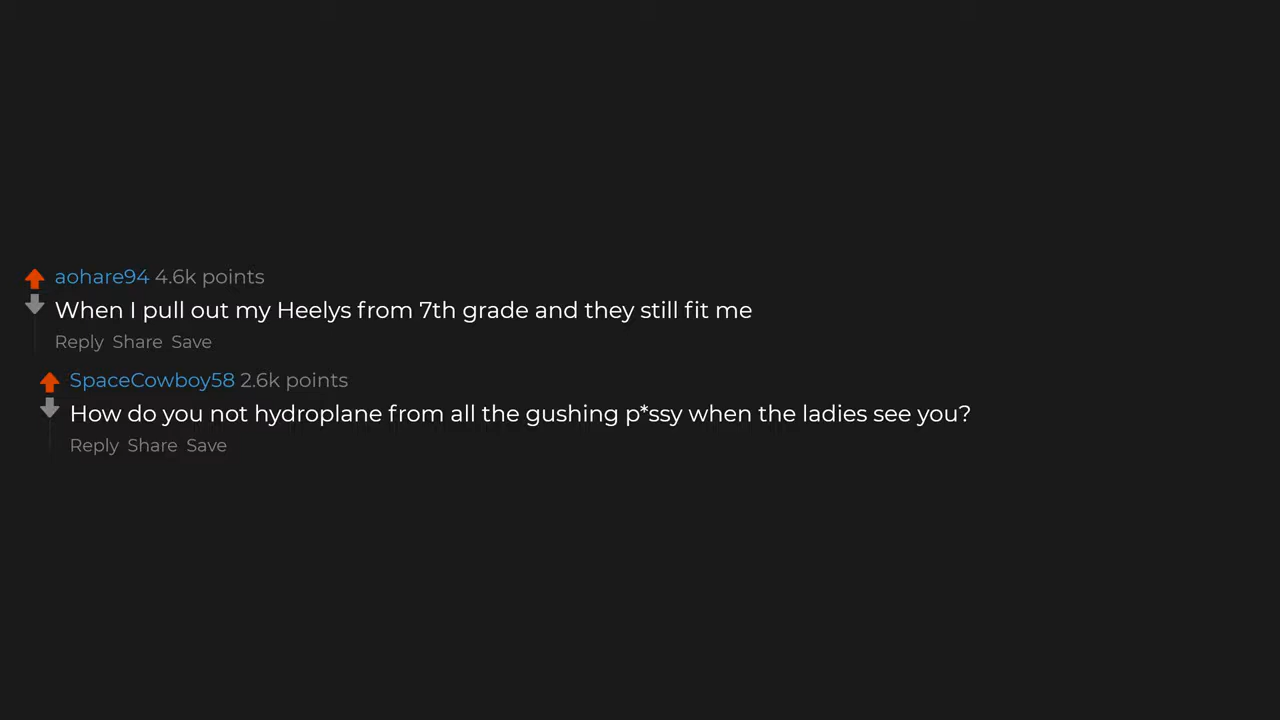 aohare94 4.6k points
When I pull out my Heelys from 7th grade and they still fit me
Reply Share Save
SpaceCowboy58 2.6k points
How do you not hydroplane from all the gushing p*ssy when the ladies see you?
Reply Share Save